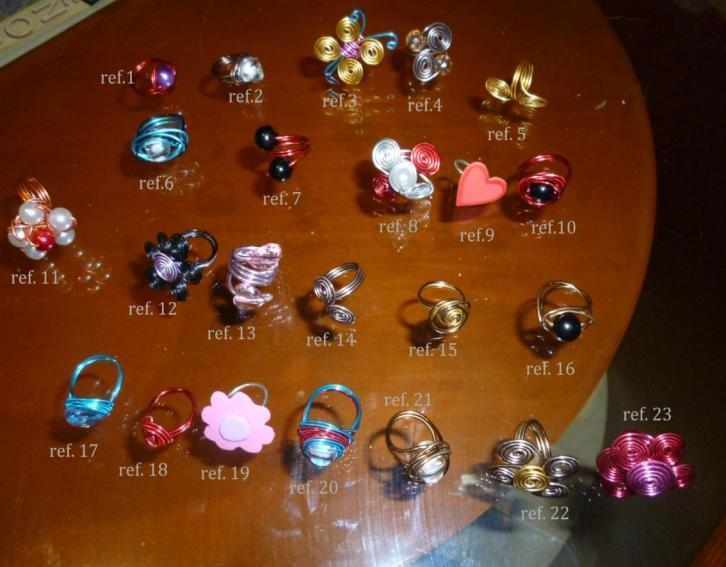 ref.1
ref.2
ref.3
ref.4
ref. 5
ref.6
ref. 7
ref. 8
ref.9
ref.10
ref. 11
ref. 12
ref. 13
ref. 14
ref. 15
ref. 16
ref. 17
ref. 18
ref. 19
ref. 20
ref. 21
ref. 22
ref. 23